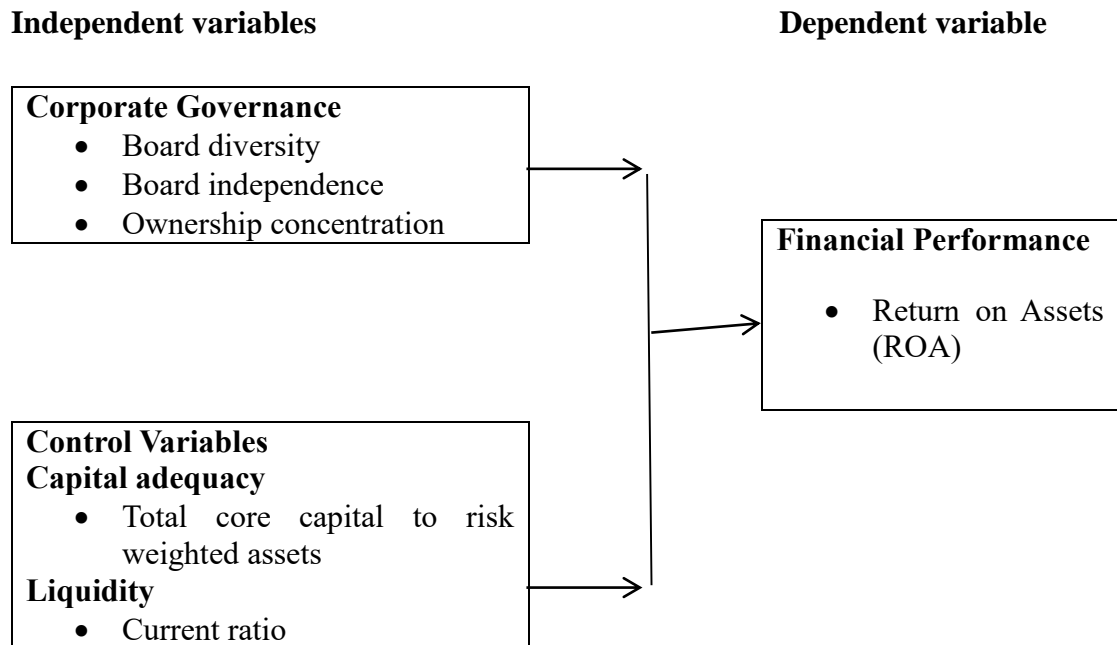 Independent variables
Dependent variable
Corporate Governance
• Board diversity
• Board independence
• Ownership concentration
Financial Performance
• Return on Assets
(ROA)
Control Variables
Capital adequacy
• Total core capital to risk
weighted assets
Liquidity
• Current ratio